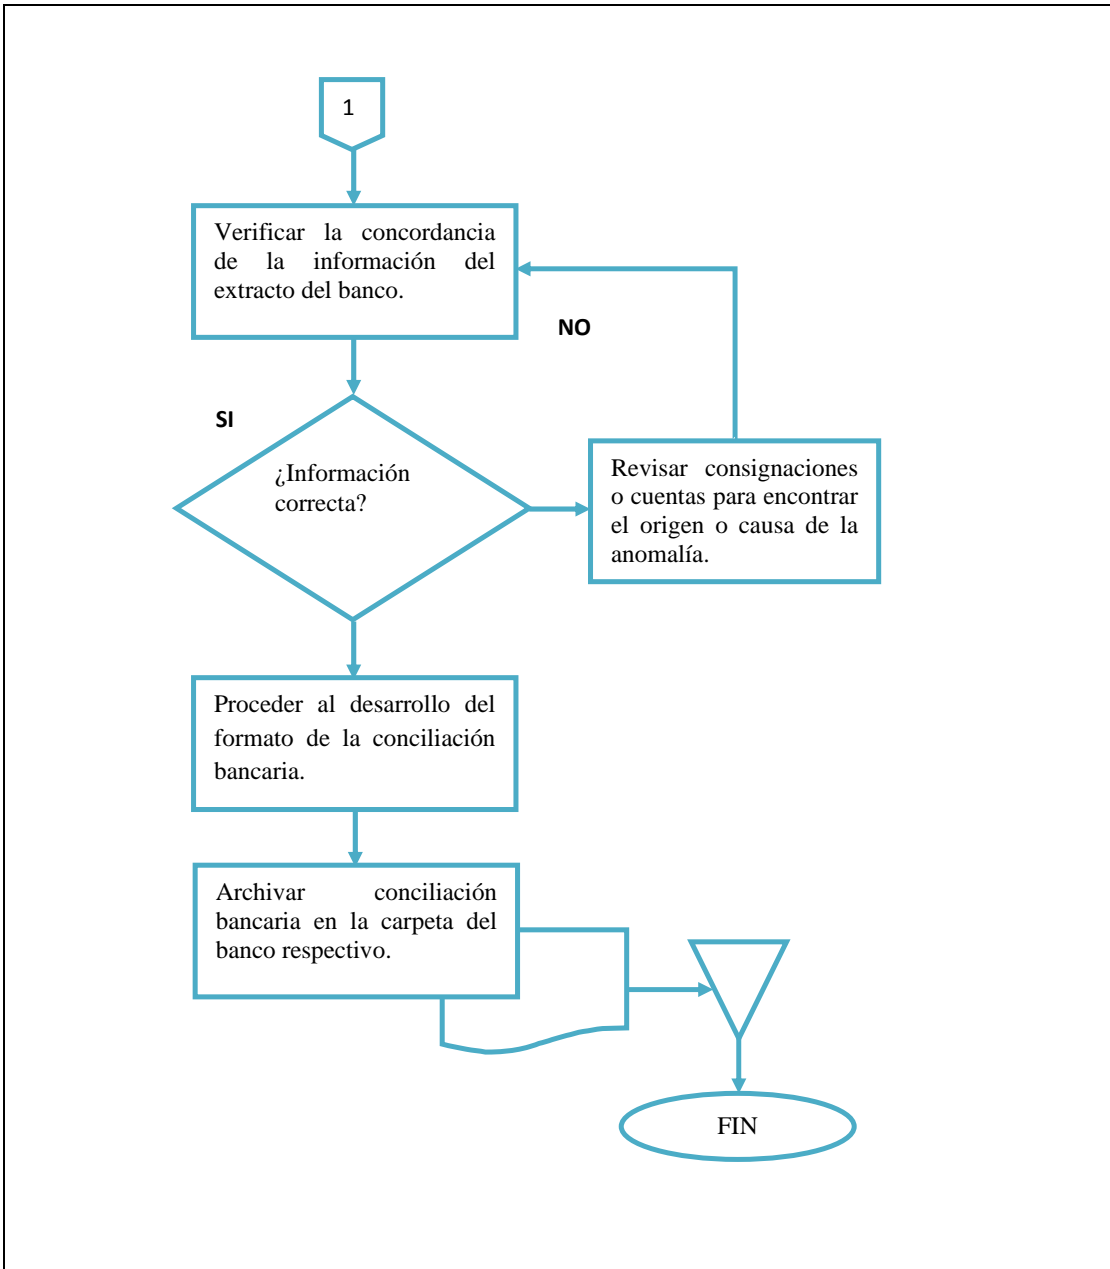 1
Verificar la concordancia
de la información del
extracto del banco.
NO
SI
¿Información
correcta?
Revisar consignaciones
o cuentas para encontrar
el origen o causa de la
anomalía.
Proceder al desarrollo del
formato de la conciliación
bancaria.
Archivar conciliación
bancaria en la carpeta del
banco respectivo.
FIN